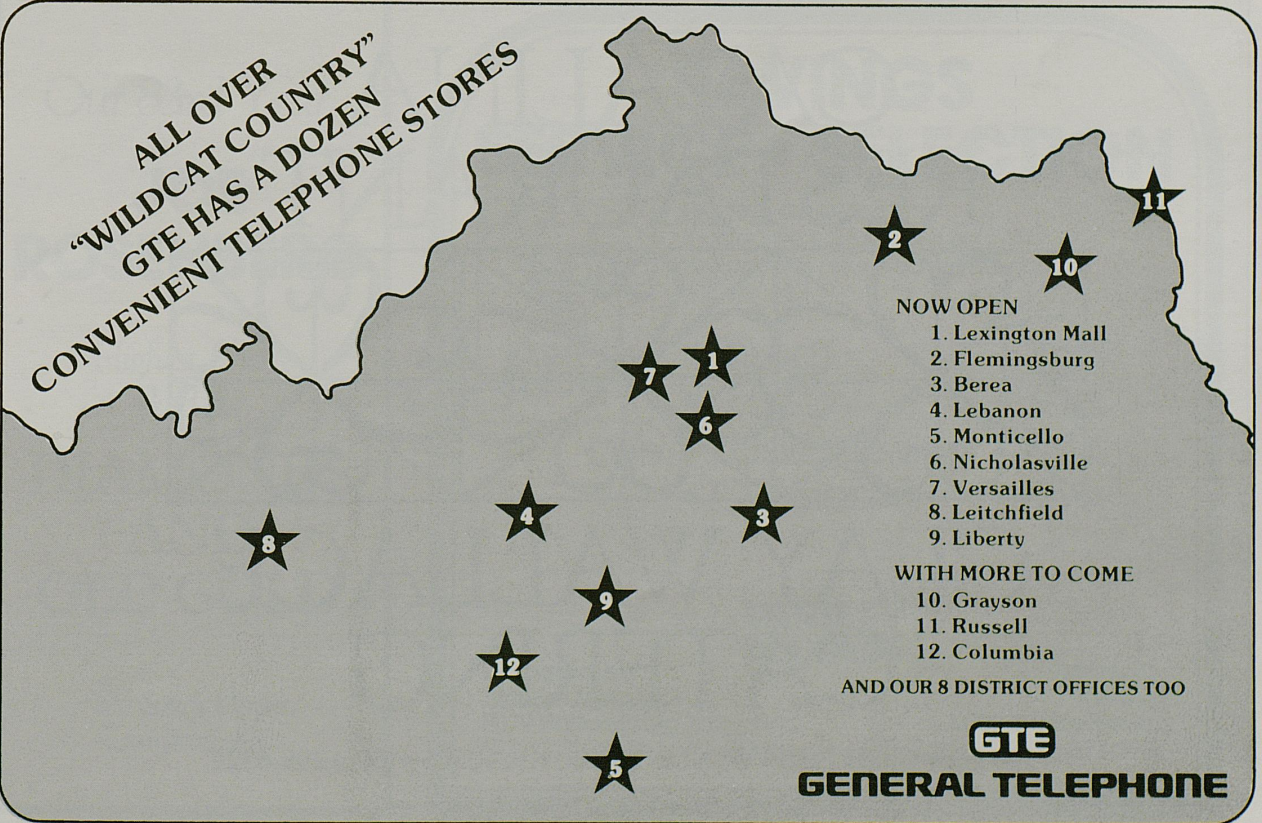 ALL OVER
“WILDCAT COUNTRY”
GTE HAS A DOZEN
CONVENIENT TELEPHONE STORES
11
2
10
NOW OPEN
1. Lexington Mall
2. Flemingsburg
3. Berea
4. Lebanon
5. Monticello
6. Nicholasville
7. Versailles
8. Leitchfield
9. Liberty
WITH MORE TO COME
10. Grayson
11. Russell
12. Columbia
AND OUR 8 DISTRICT OFFICES TOO
1
7
6
4
3
8
9
12
5
GTE
GENERAL TELEPHONE